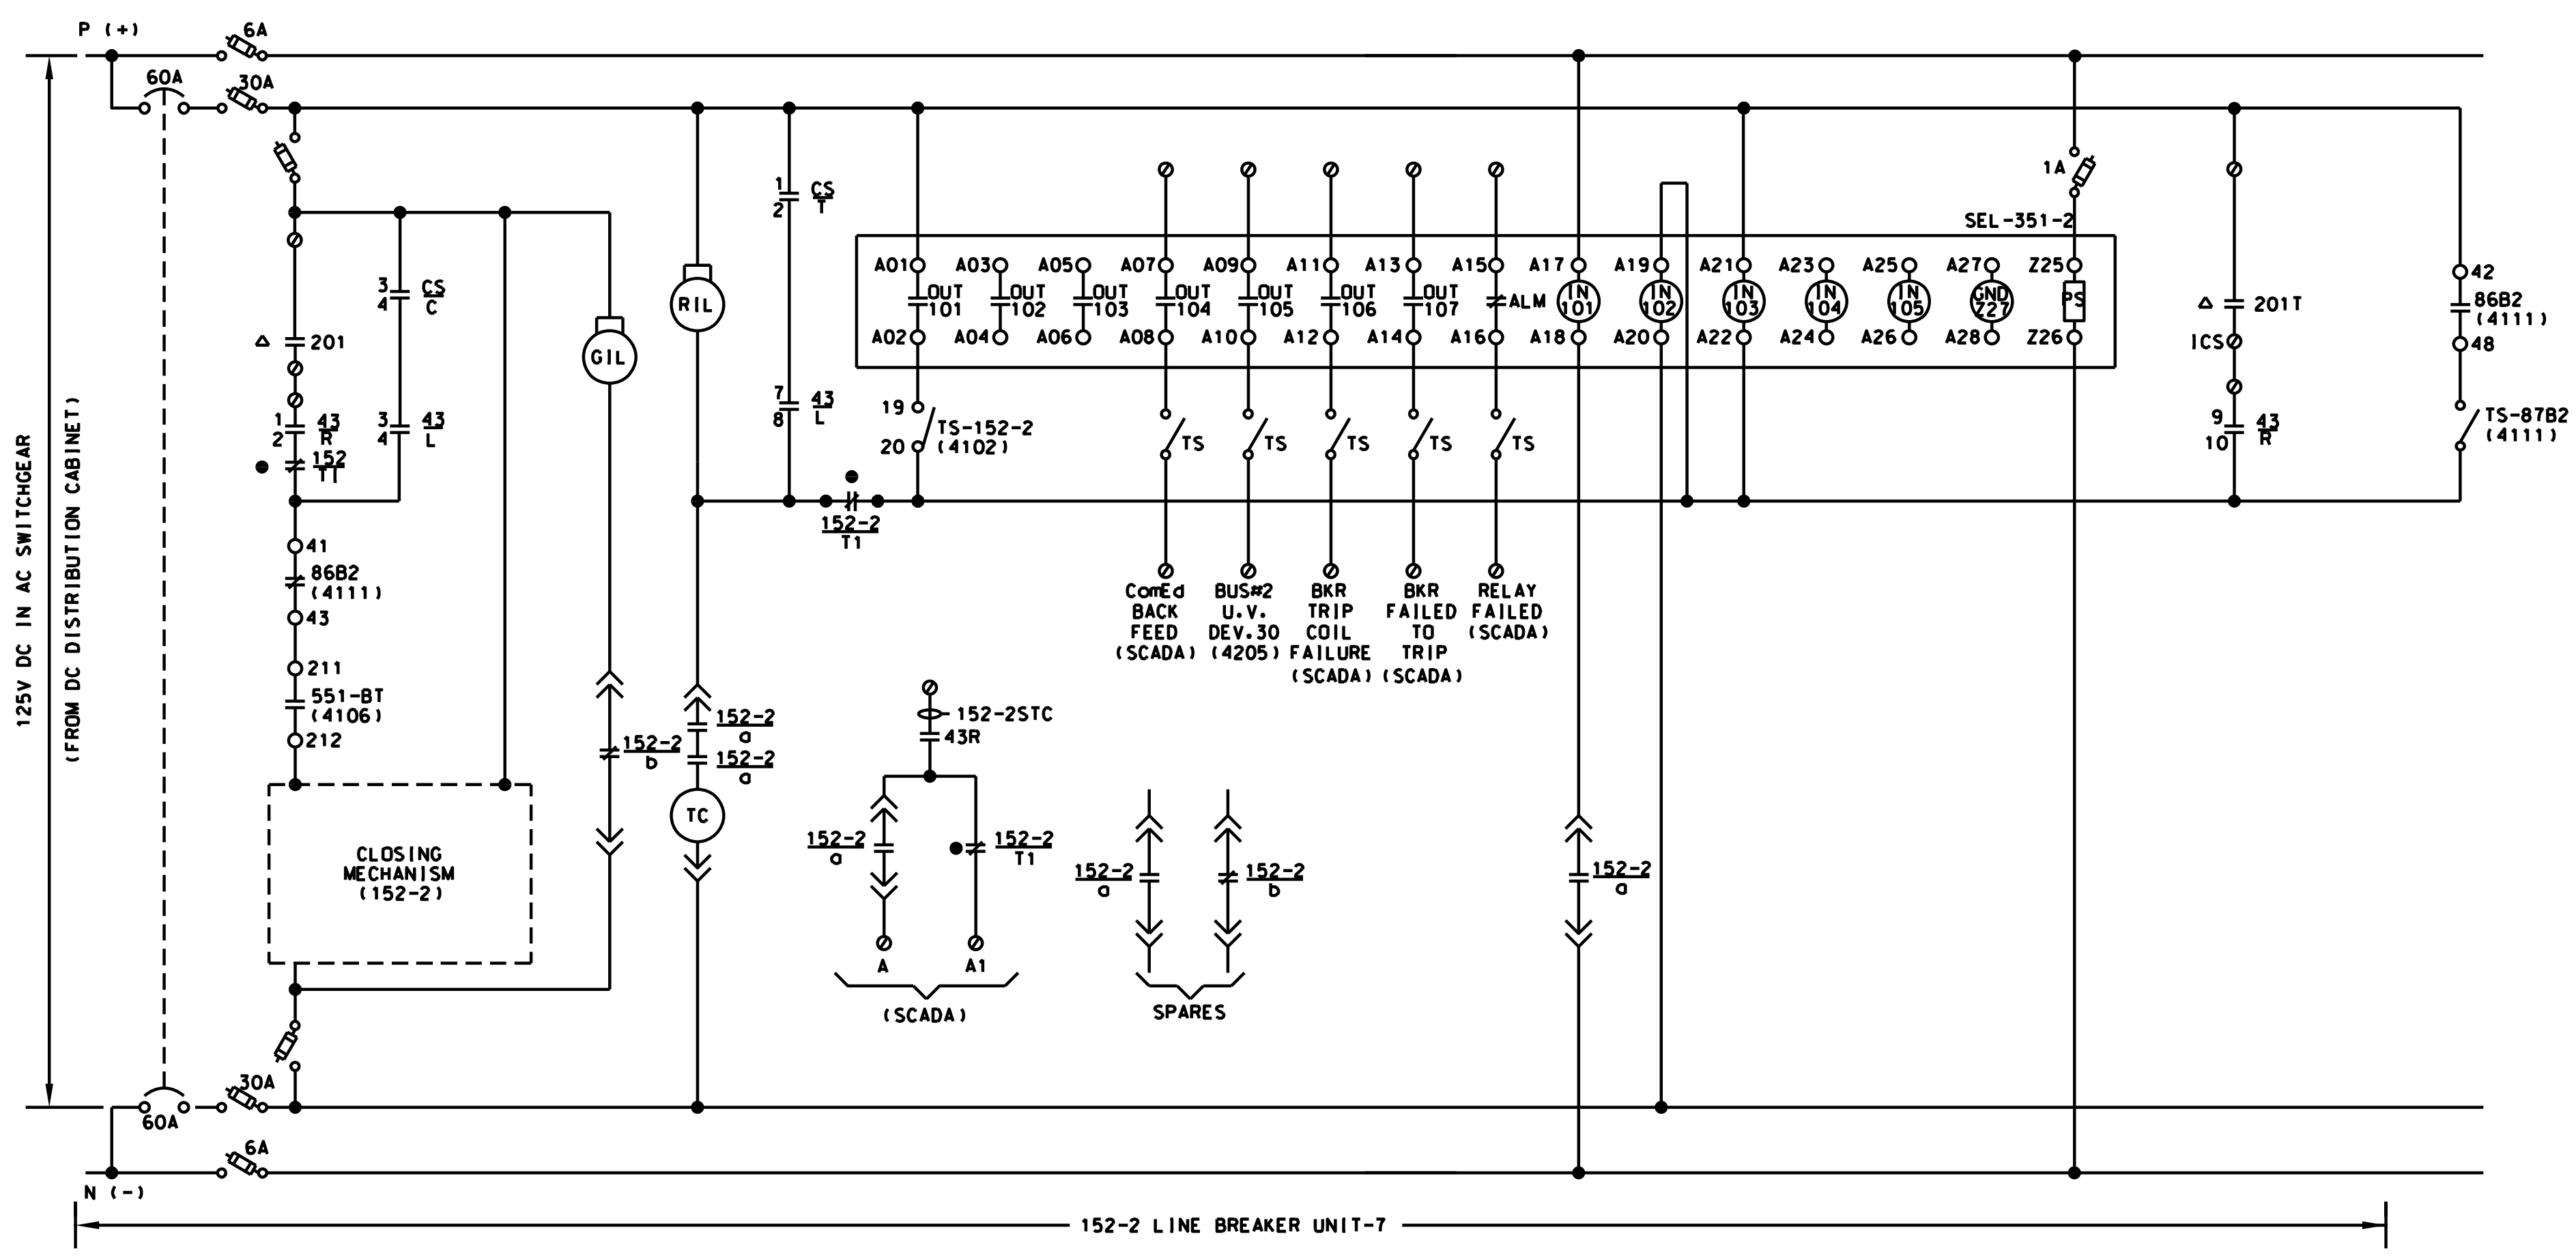 P (+)
6A
60A
30A
125V DC IN AC SWITCHGEAR
(FROM DC DISTRIBUTION CABINET)
3
4
CS
C
201
1
2
43
R
3
4
43
L
152
T1
41
86B2
(4111)
43
211
551-BT
(4106)
212
CLOSING
MECHANISM
(152-2)
GIL
152-2
b
RIL
152-2
a
152-2
a
TC
1
2
CS
T
7
8
43
L
152-2
T1
SEL-351-2
1A
A01 A03 A05 A07 A09 A11 A13 A15 A17 A19 A21 A23 A25 A27 Z25
OUT 101
OUT 102
OUT 103
OUT 104
OUT 105
OUT 106
OUT 107
ALM
IN 101
IN 102
IN 103
IN 104
IN 105
GND Z27
PS
A02 A04 A06 A08 A10 A12 A14 A16 A18 A20 A22 A24 A26 A28 Z26
19
20
TS-152-2
(4102)
TS TS TS TS TS
ComEd
BACK
FEED
(SCADA)
BUS#2
U.V.
DEV.30
(4205)
BKR
TRIP
COIL
FAILURE
(SCADA)
BKR
FAILED
TO
TRIP
(SCADA)
RELAY
FAILED
(SCADA)
201T
ICS
9
10
43
R
42
86B2
(4111)
48
TS-87B2
(4111)
152-2STC
43R
152-2
a
152-2
T1
A A1
(SCADA)
152-2
a
152-2
b
SPARES
152-2
a
30A
60A
6A
N (-)
152-2 LINE BREAKER UNIT-7